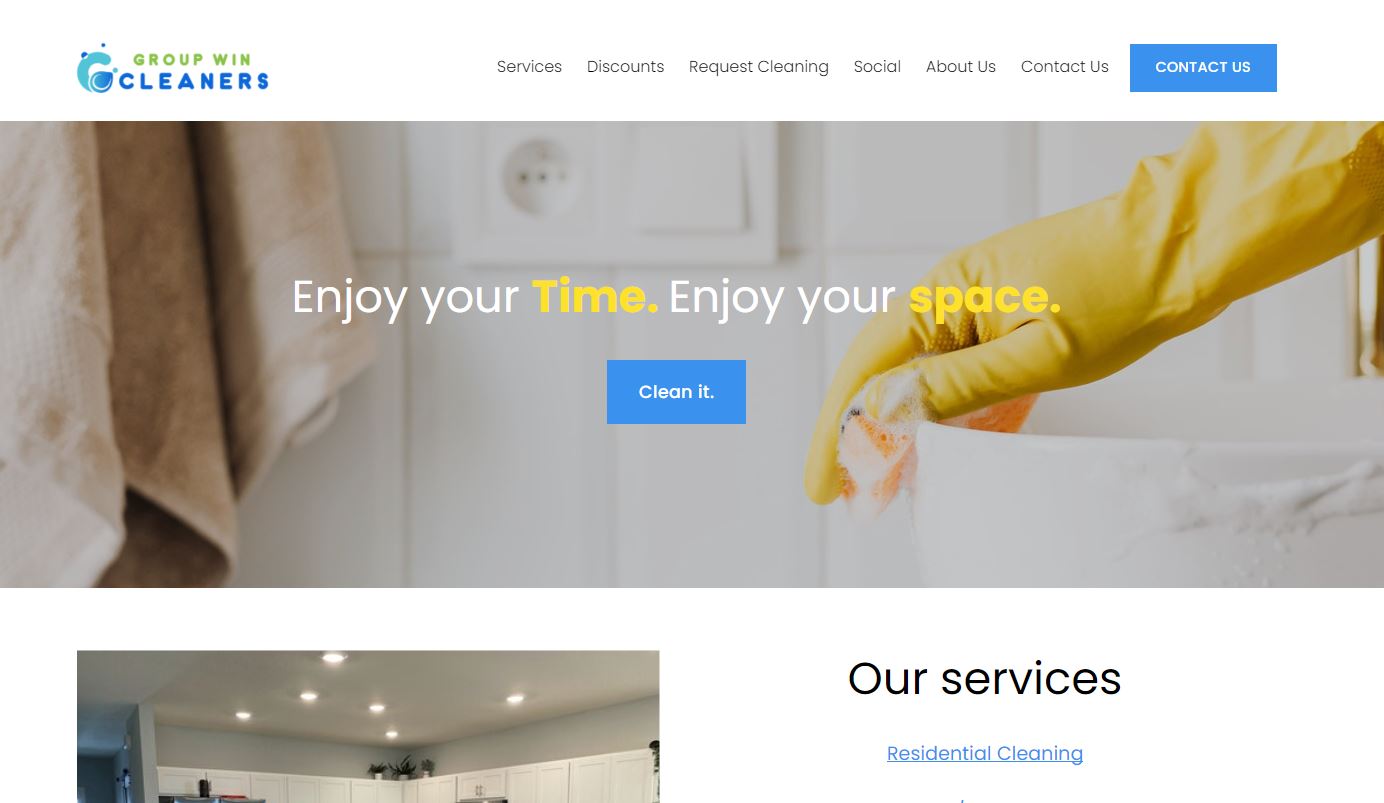 GROUP WIN
CLEANERS
Services Discounts Request Cleaning Social About Us Contact Us CONTACT US
Enjoy your Time. Enjoy your space.
Clean it.
Our services
Residential Cleaning